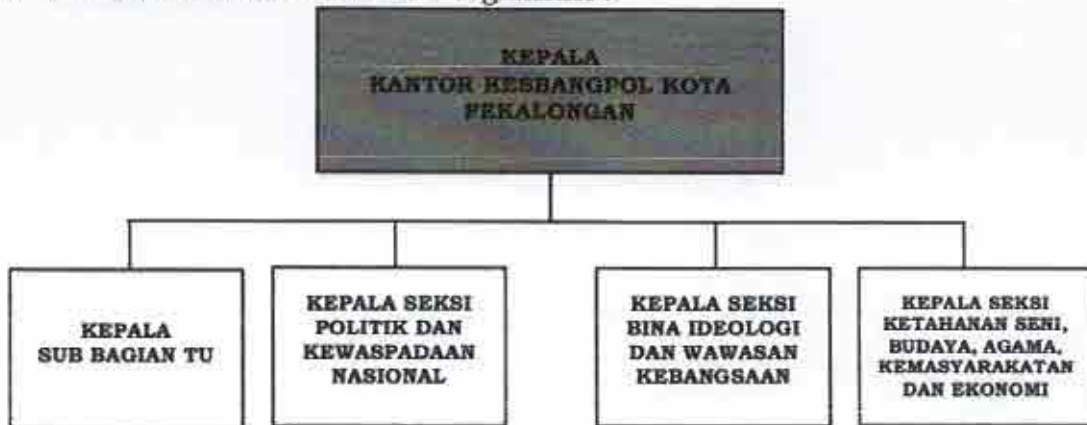 KEPALA
KANTOR KESBANGPOL KOTA
PEKALONGAN
KEPALA
SUB BAGIAN TU
KEPALA SEKSI
POLITIK DAN
KEWASPADAAN
NASIONAL
KEPALA SEKSI
BINA IDEOLOGI
DAN WAWASAN
KEBANGSAAN
KEPALA SEKSI
KETAHANAN SENI,
BUDAYA, AGAMA,
KEMASYARAKATAN
DAN EKONOMI